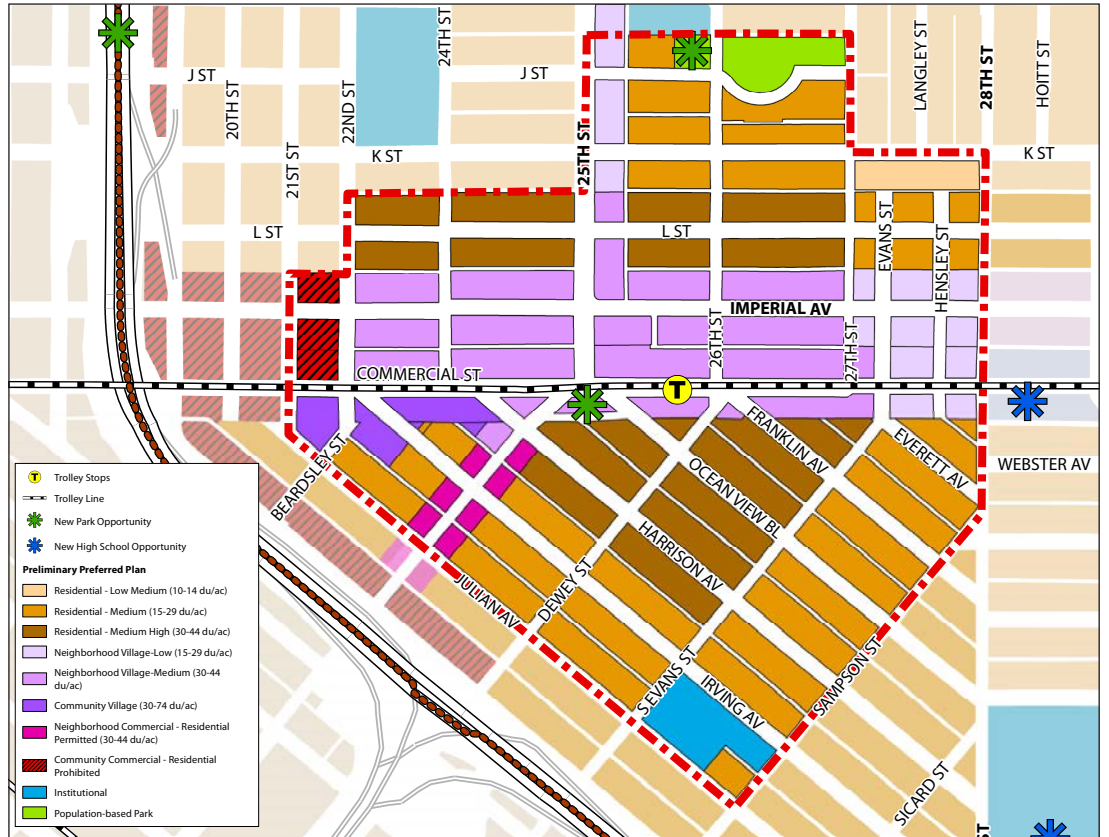 24TH ST
J ST
J ST
20TH ST
22ND ST
21ST ST
K ST
25TH ST
LANGLEY ST
28TH ST
HOITT ST
K ST
L ST
L ST
EVANS ST
HENSLEY ST
IMPERIAL AV
26TH ST
27TH ST
COMMERCIAL ST
T
FRANKLIN AV
EVERETT AV
WEBSTER AV
BEARDSLEY ST
OCEAN VIEW BL
HARRISON AV
DEWEY ST
JULIAN AV
S EVANS ST
IRVING AV
SAMPSON ST
SICARD ST
ST
T Trolley Stops
Trolley Line
New Park Opportunity
New High School Opportunity
Preliminary Preferred Plan
Residential - Low Medium (10-14 du/ac)
Residential - Medium (15-29 du/ac)
Residential - Medium High (30-44 du/ac)
Neighborhood Village-Low (15-29 du/ac)
Neighborhood Village-Medium (30-44
du/ac)
Community Village (30-74 du/ac)
Neighborhood Commercial - Residential
Permitted (30-44 du/ac)
Community Commercial - Residential
Prohibited
Institutional
Population-based Park